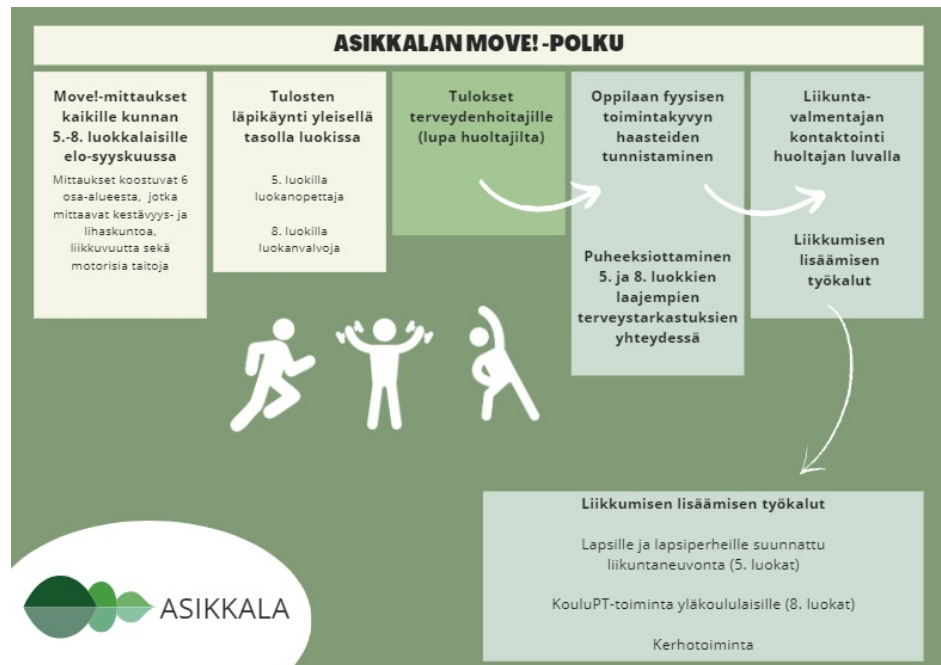 ASIKKALAN MOVE! -POLKU
Move!-mittaukset
kaikille kunnan
5.-8. luokkalaisille
elo-syyskuussa
Mittaukset koostuvat 6
osa-alueesta, jotka
mittaavat kestävyys- ja
lihaskuntoa,
liikkuvuutta sekä
motorisia taitoja
Tulosten
läpikäynti yleisellä
tasolla luokissa
5. luokilla
luokanopettaja
8. luokilla
luokanvalvoja
Tulokset
terveydenhoitajille
(lupa huoltajilta)
Oppilaan fyysisen
toimintakyvyn
haasteiden
tunnistaminen
Puheeksiottaminen
5. ja 8. luokkien
laajempien
terveystarkastuksien
yhteydessä
Liikunta-
valmentajan
kontaktointi
huoltajan luvalla
Liikkumisen
lisäämisen
työkalut
Liikkumisen lisäämisen työkalut
Lapsille ja lapsiperheille suunnattu
liikuntaneuvonta (5. luokat)
KouluPT-toiminta yläkoululaisille (8. luokat)
Kerhotoiminta
ASIKKALA